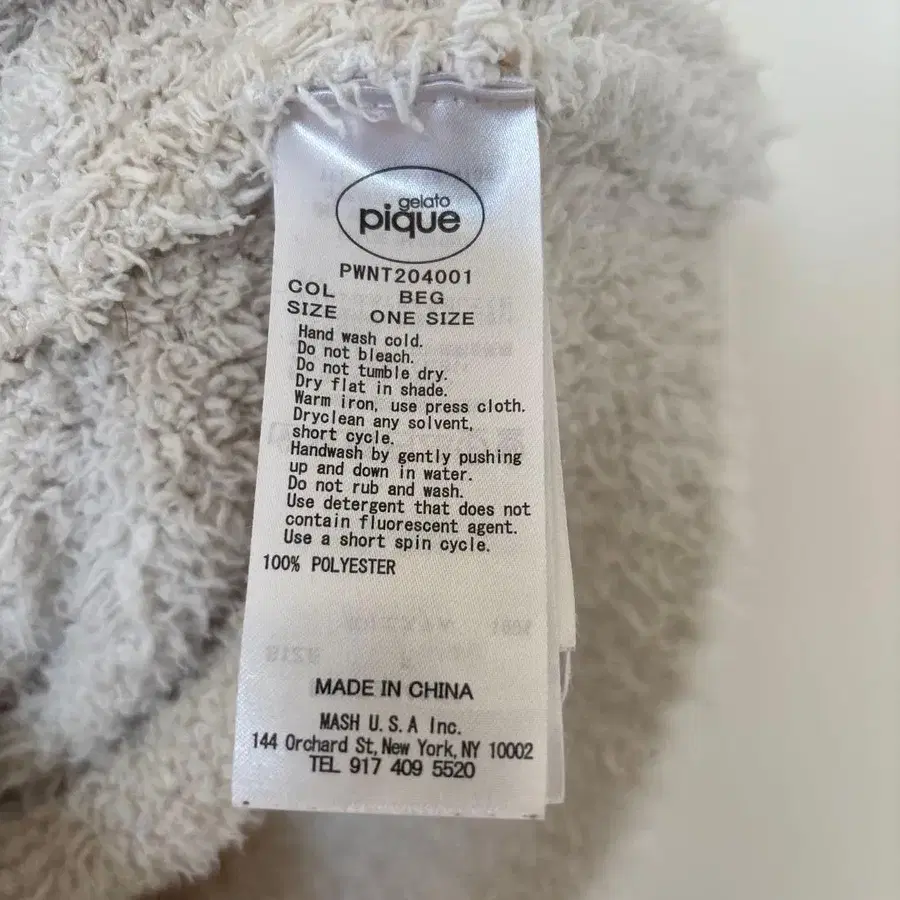 gelato
pique
PWNT204001
COL BEG
SIZE ONE SIZE
Hand wash cold.
Do not bleach.
Do not tumble dry.
Dry flat in shade.
Warm iron, use press cloth.
Dryclean any solvent,
short cycle.
Handwash by gently pushing
up and down in water.
Do not rub and wash.
Use detergent that does not
contain fluorescent agent.
Use a short spin cycle.
100% POLYESTER
MADE IN CHINA
MASH U.S.A Inc.
144 Orchard St, New York, NY 10002
TEL 917 409 5520